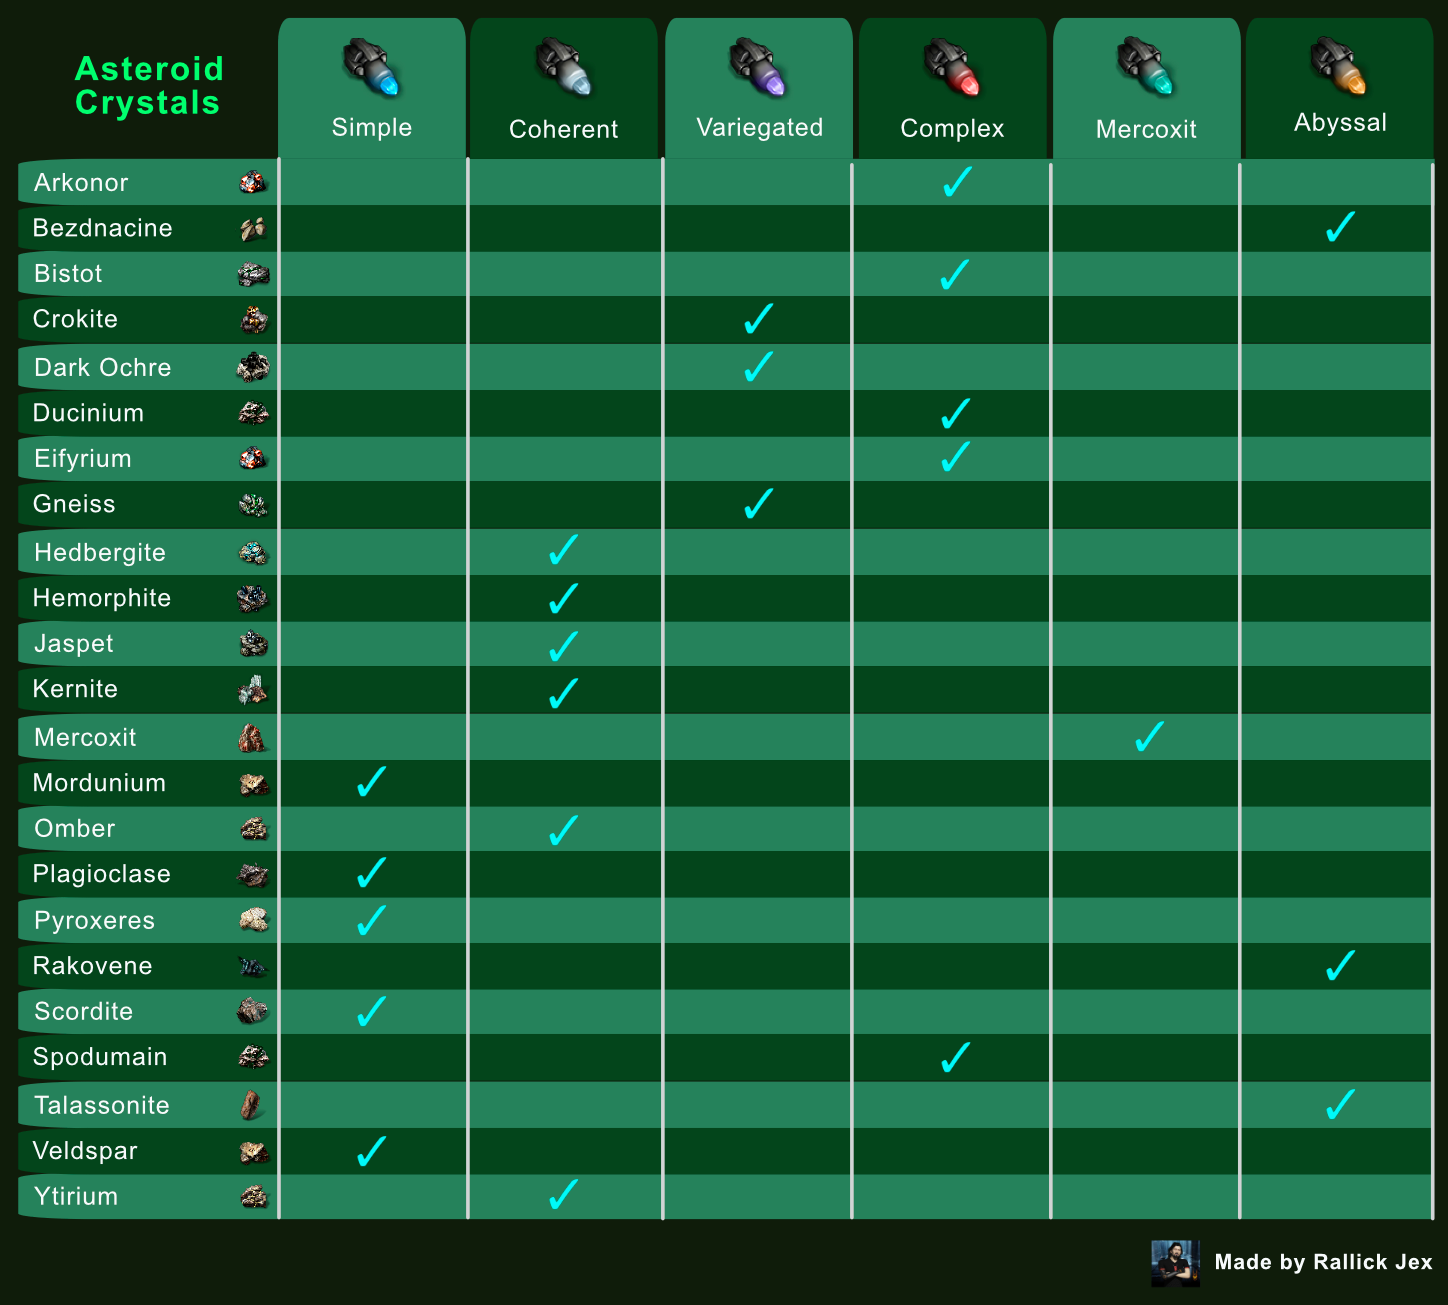 Asteroid
Crystals
Simple
Coherent
Variegated
Complex
Mercoxit
Abyssal
Arkonor ✓
Bezdnacine ✓
Bistot ✓
Crokite ✓
Dark Ochre ✓
Ducinium ✓
Eifyrium ✓
Gneiss ✓
Hedbergite ✓
Hemorphite ✓
Jaspet ✓
Kernite ✓
Mercoxit ✓
Mordunium ✓
Omber ✓
Plagioclase ✓
Pyroxeres ✓
Rakovene ✓
Scordite ✓
Spodumain ✓
Talassonite ✓
Veldspar ✓
Ytirium ✓
Made by Rallick Jex